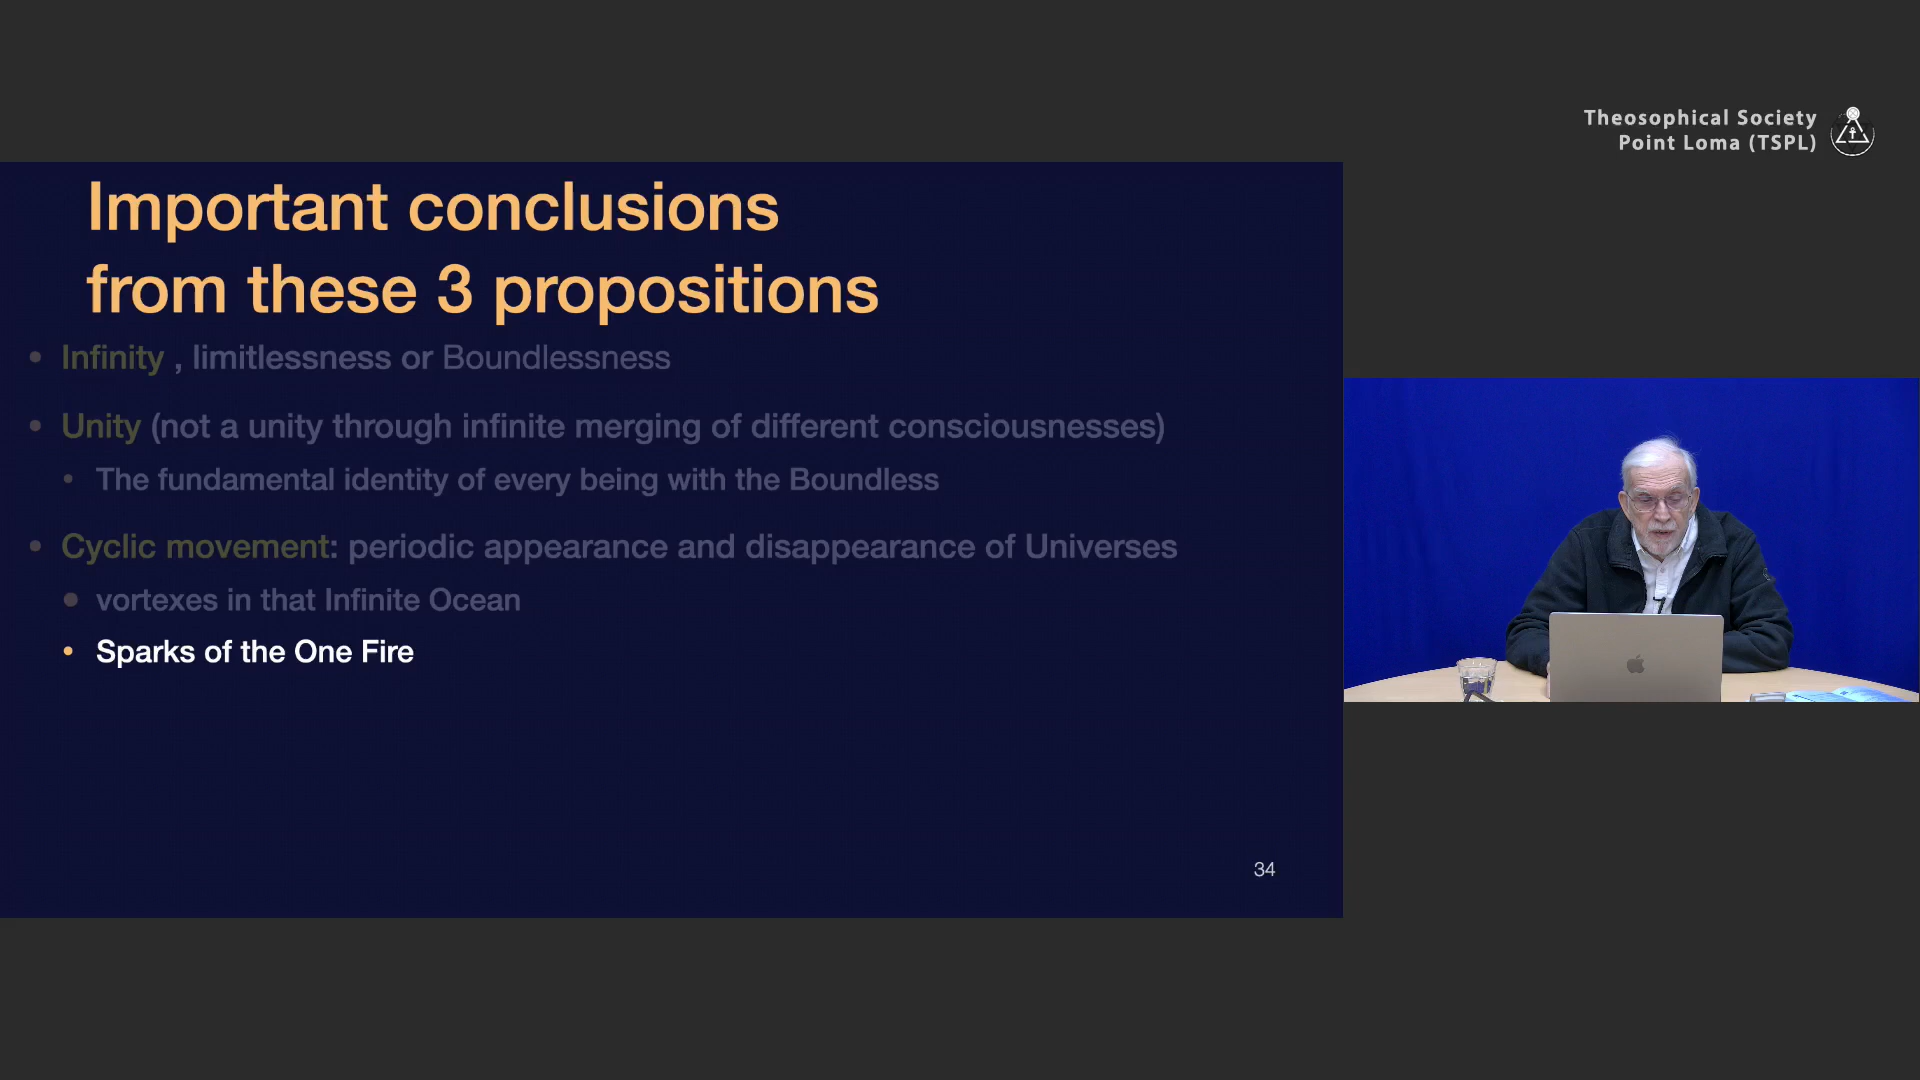 Theosophical Society
Point Loma (TSPL)
Important conclusions
from these 3 propositions
• Infinity , limitlessness or Boundlessness
• Unity (not a unity through infinite merging of different consciousnesses)
• The fundamental identity of every being with the Boundless
• Cyclic movement: periodic appearance and disappearance of Universes
• vortexes in that Infinite Ocean
• Sparks of the One Fire
34